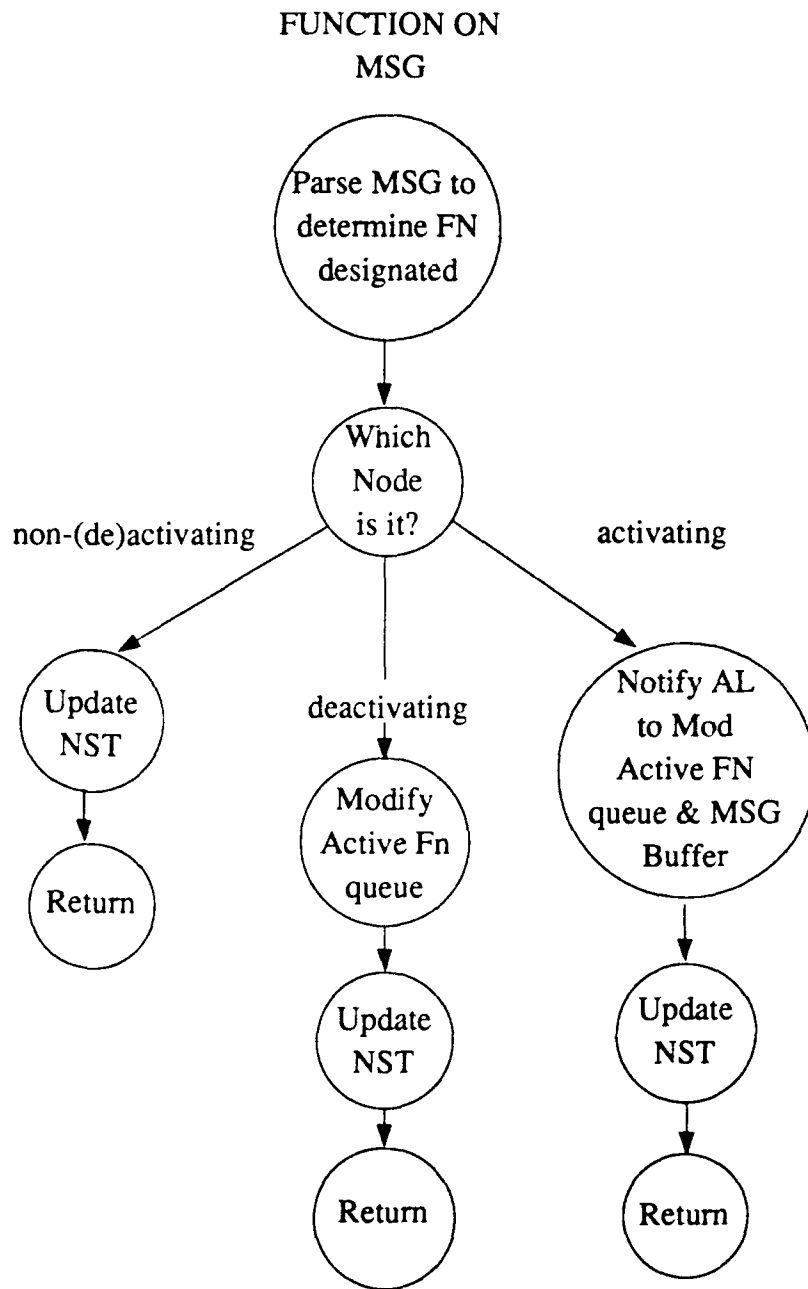 FUNCTION ON
MSG
Parse MSG to
determine FN
designated
Which
Node
is it?
non-(de)activating
activating
deactivating
Update
NST
Return
Modify
Active Fn
queue
Update
NST
Return
Notify AL
to Mod
Active FN
queue & MSG
Buffer
Update
NST
Return